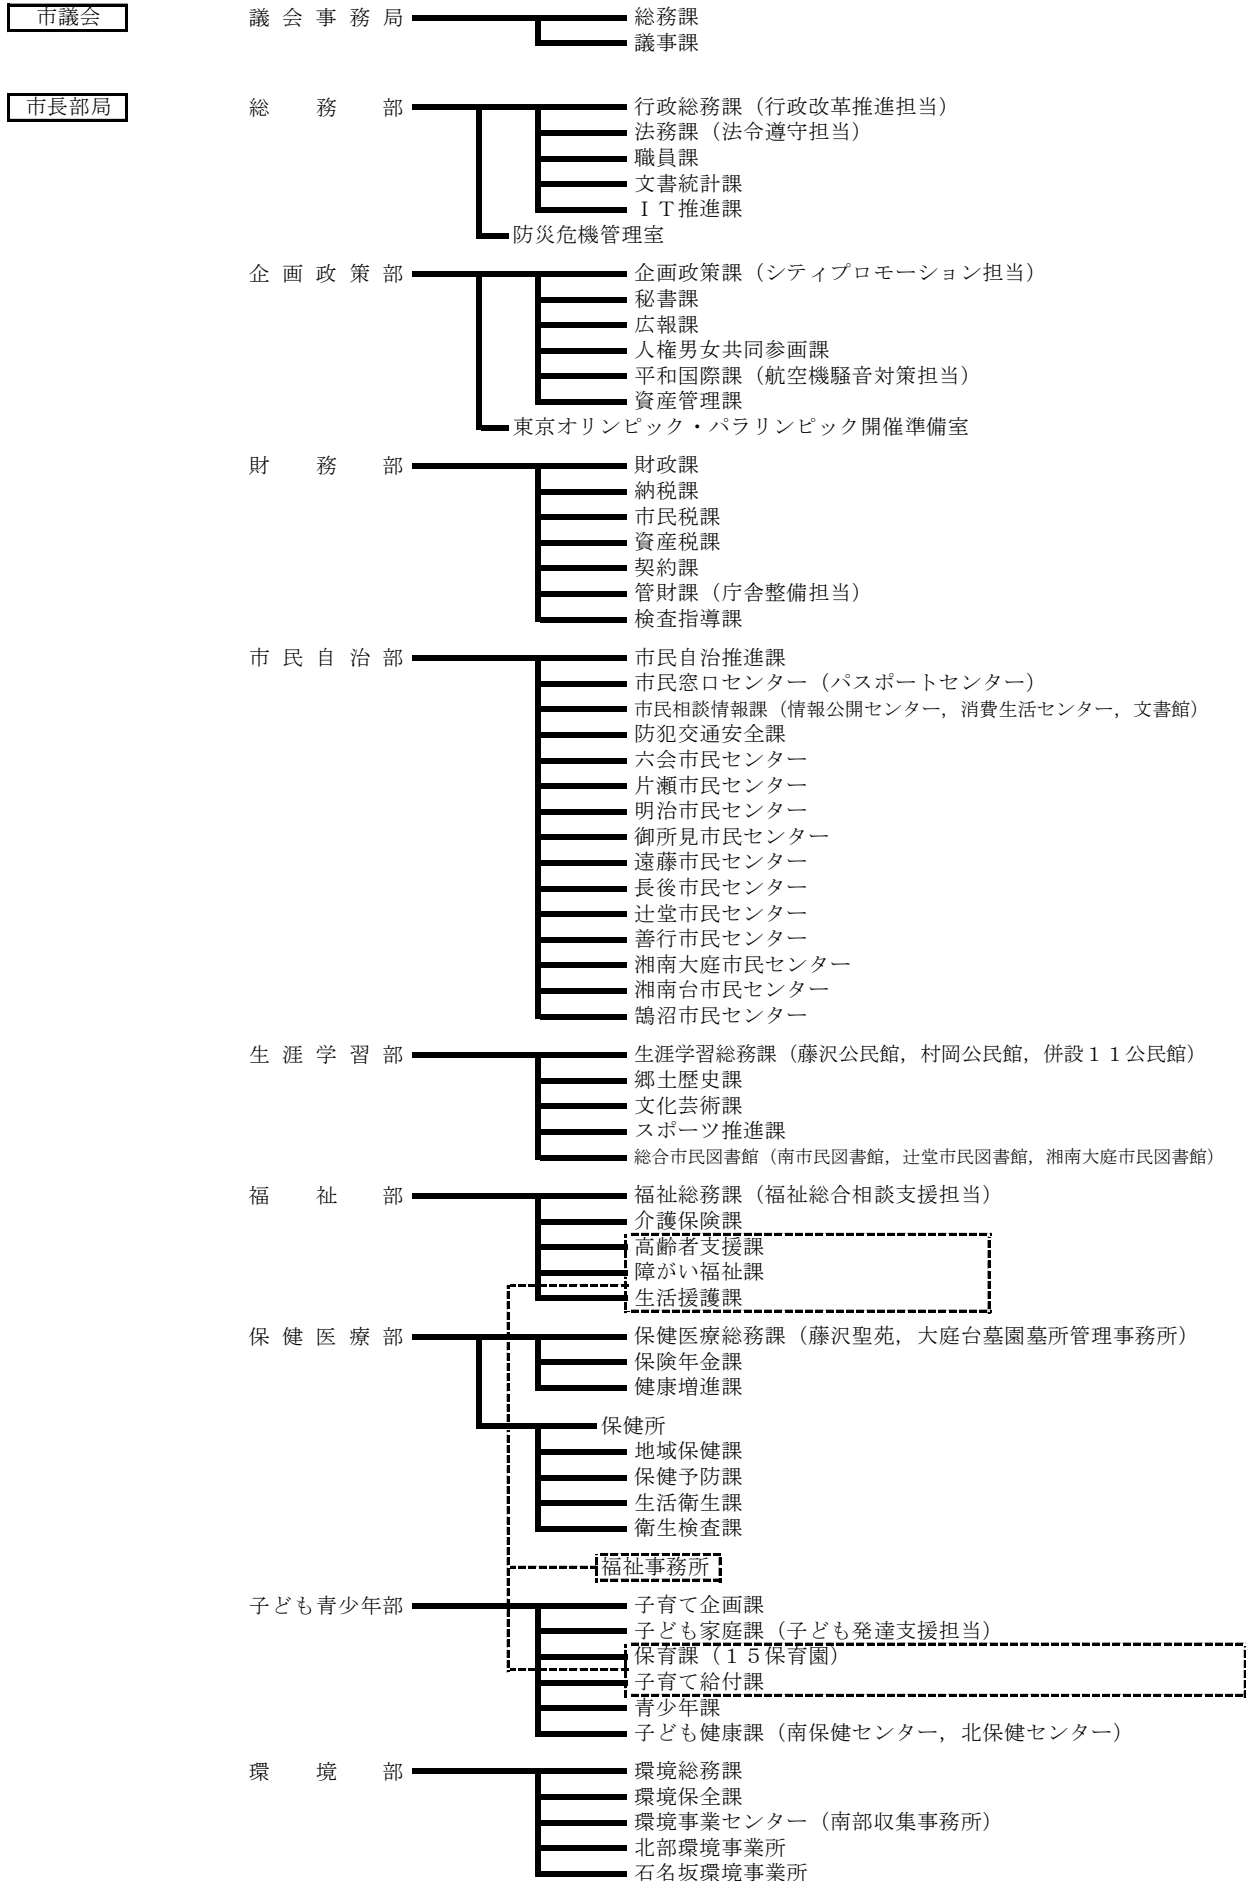 市議会 議会事務局 総務課
議事課
市長部局 総務部 行政総務課（行政改革推進担当）
法務課（法令遵守担当）
職員課
文書統計課
ＩＴ推進課
防災危機管理室
企画政策部 企画政策課（シティプロモーション担当）
秘書課
広報課
人権男女共同参画課
平和国際課（航空機騒音対策担当）
資産管理課
東京オリンピック・パラリンピック開催準備室
財務部 財政課
納税課
市民税課
資産税課
契約課
管財課（庁舎整備担当）
検査指導課
市民自治部 市民自治推進課
市民窓口センター（パスポートセンター）
市民相談情報課（情報公開センター，消費生活センター，文書館）
防犯交通安全課
六会市民センター
片瀬市民センター
明治市民センター
御所見市民センター
遠藤市民センター
長後市民センター
辻堂市民センター
善行市民センター
湘南大庭市民センター
湘南台市民センター
鵠沼市民センター
生涯学習部 生涯学習総務課（藤沢公民館，村岡公民館，併設１１公民館）
郷土歴史課
文化芸術課
スポーツ推進課
総合市民図書館（南市民図書館，辻堂市民図書館，湘南大庭市民図書館）
福祉部 福祉総務課（福祉総合相談支援担当）
介護保険課
高齢者支援課
障がい福祉課
生活援護課
保健医療部 保健医療総務課（藤沢聖苑，大庭台墓園墓所管理事務所）
保険年金課
健康増進課
保健所
地域保健課
保健予防課
生活衛生課
衛生検査課
福祉事務所
子ども青少年部 子育て企画課
子ども家庭課（子ども発達支援担当）
保育課（１５保育園）
子育て給付課
青少年課
子ども健康課（南保健センター，北保健センター）
環境部 環境総務課
環境保全課
環境事業センター（南部収集事務所）
北部環境事業所
石名坂環境事業所